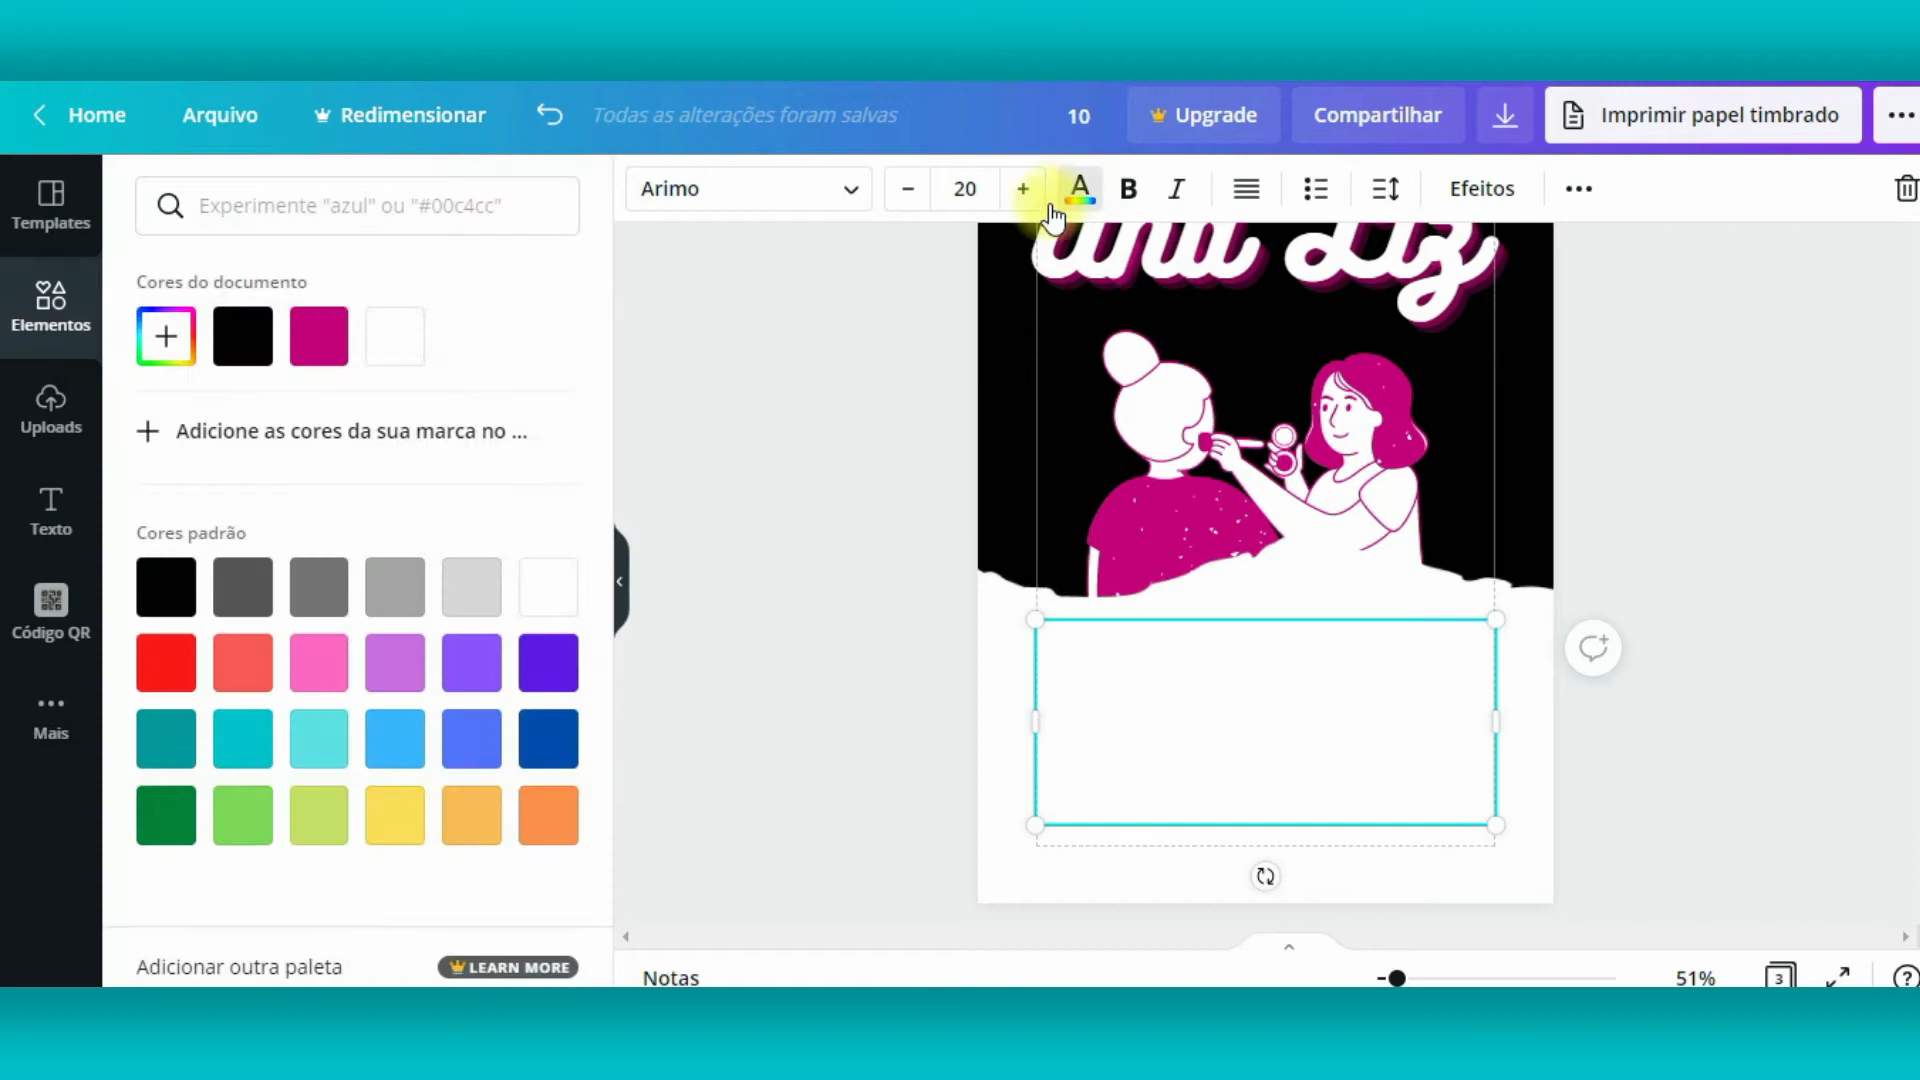 Home
Arquivo
Redimensionar
Todas as alterações foram salvas
10
Upgrade
Compartilhar
Imprimir papel timbrado
Templates
Elementos
Uploads
Texto
Código QR
Mais
Experimente "azul" ou "#00c4cc"
Cores do documento
Adicione as cores da sua marca no ...
Cores padrão
Adicionar outra paleta
LEARN MORE
Arimo
20
A
B
I
Efeitos
Liz
Notas
51%
3
?